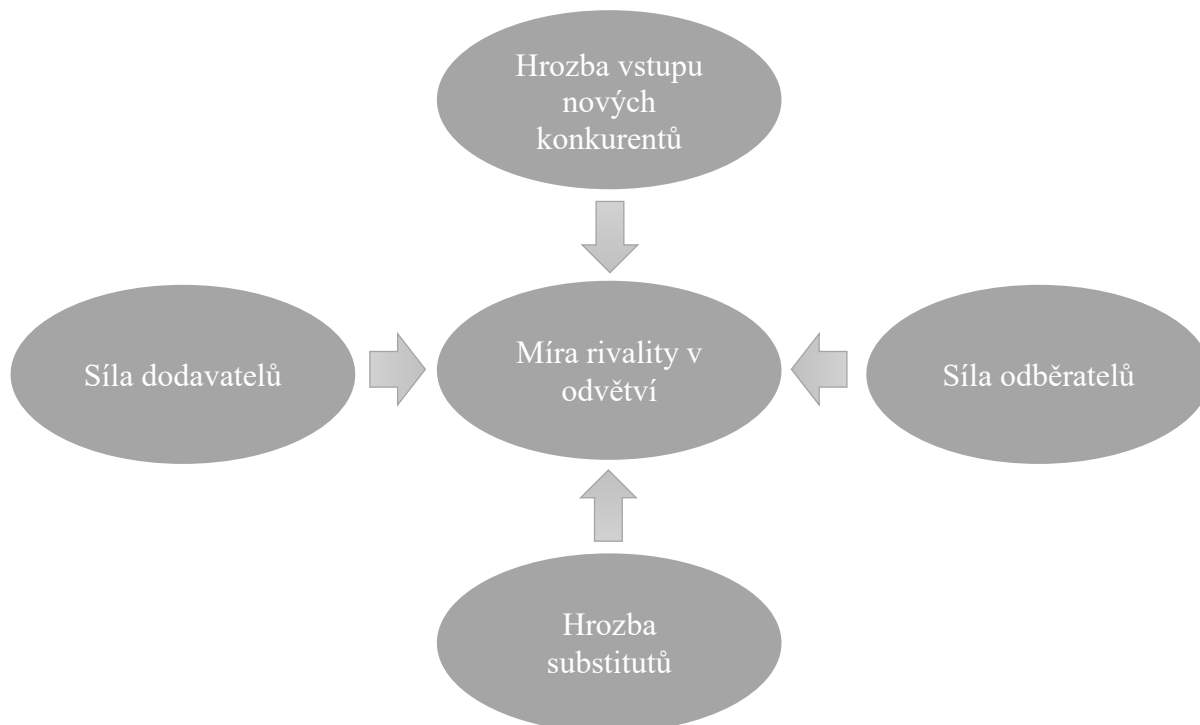 Hrozba vstupu
nových
konkurentů
Síla dodavatelů
Míra rivality v
odvětví
Síla odběratelů
Hrozba
substitutů